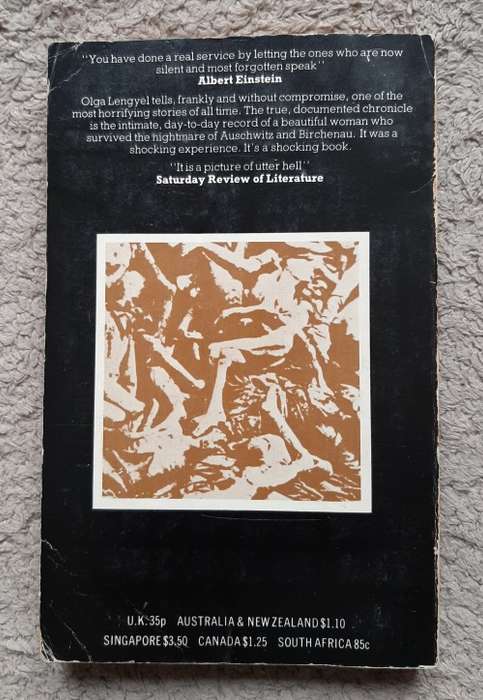 "You have done a real service by letting the ones who are now
silent and most forgotten speak"
Albert Einstein
Olga Lengyel tells, frankly and without compromise, one of the
most horrifying stories of all time. The true, documented chronicle
is the intimate, day-to-day record of a beautiful woman who
survived the nightmare of Auschwitz and Birchenau. It was a
shocking experience. It's a shocking book.
"It is a picture of utter hell"
Saturday Review of Literature
U.K. 35p AUSTRALIA & NEW ZEALAND $1.10
SINGAPORE $3.50 CANADA $1.25 SOUTH AFRICA 85c